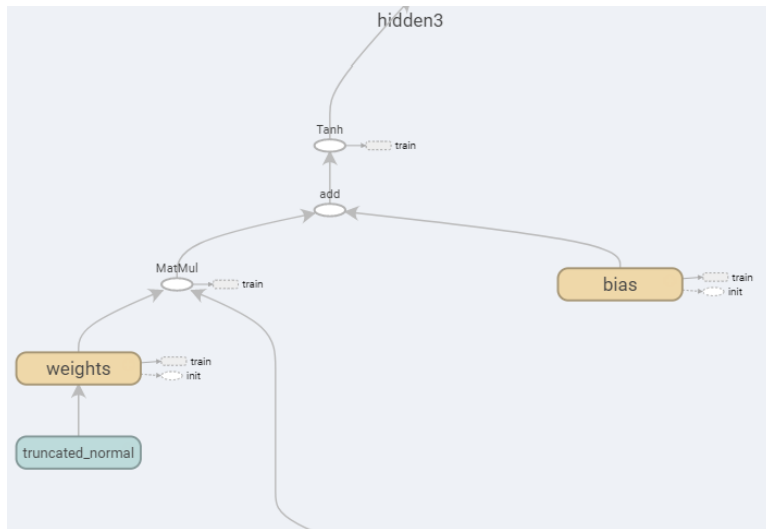 hidden3
Tanh
train
add
MatMul
train
bias
train
init
weights
train
init
truncated_normal